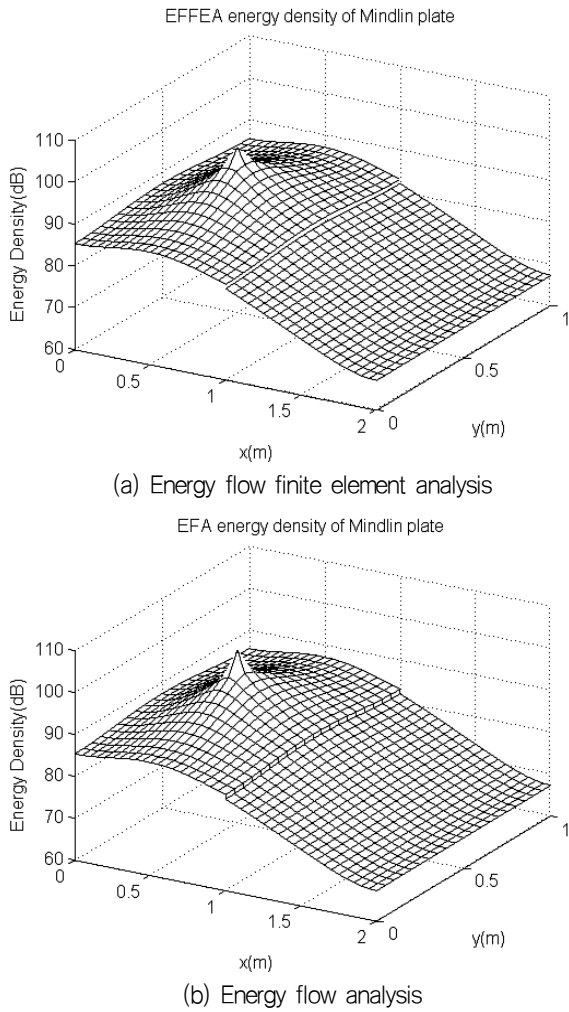 EFFEA energy density of Mindlin plate
110
100
90
80
70
60
Energy Density(dB)
0
0.5
1
1.5
2
x(m)
0
0.5
1
y(m)
(a) Energy flow finite element analysis
EFA energy density of Mindlin plate
110
100
90
80
70
60
Energy Density(dB)
0
0.5
1
1.5
2
x(m)
0
0.5
1
y(m)
(b) Energy flow analysis